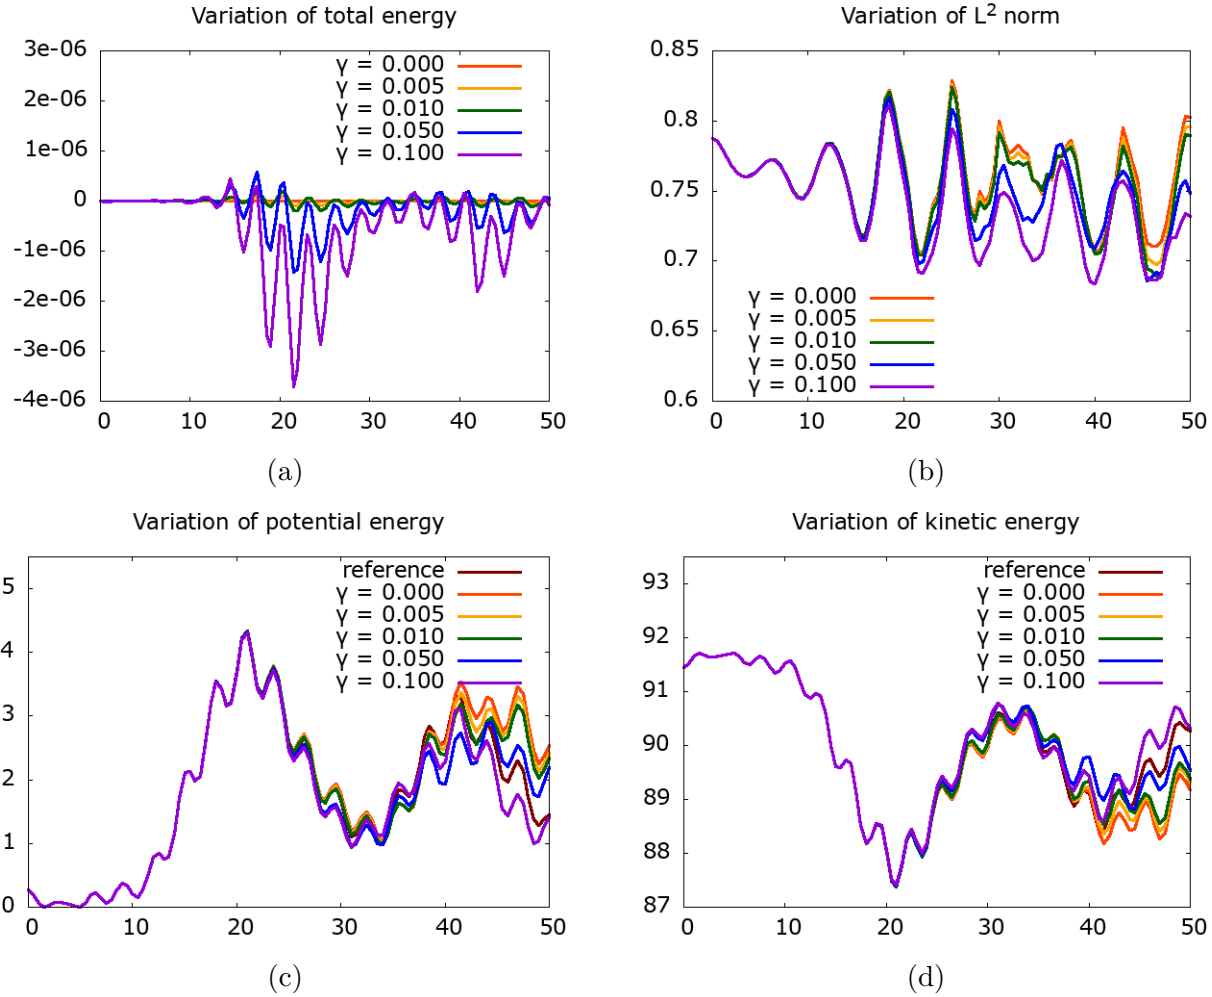 Variation of total energy
3e-06
2e-06
1e-06
0
-1e-06
-2e-06
-3e-06
-4e-06
γ = 0.000
γ = 0.005
γ = 0.010
γ = 0.050
γ = 0.100
0 10 20 30 40 50
(a)
Variation of L² norm
0.85
0.8
0.75
0.7
0.65
0.6
γ = 0.000
γ = 0.005
γ = 0.010
γ = 0.050
γ = 0.100
0 10 20 30 40 50
(b)
Variation of potential energy
5
4
3
2
1
0
reference
γ = 0.000
γ = 0.005
γ = 0.010
γ = 0.050
γ = 0.100
0 10 20 30 40 50
(c)
Variation of kinetic energy
93
92
91
90
89
88
87
reference
γ = 0.000
γ = 0.005
γ = 0.010
γ = 0.050
γ = 0.100
0 10 20 30 40 50
(d)